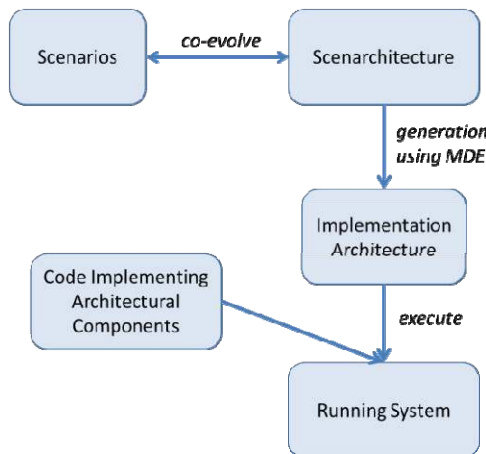 co-evolve
Scenarios
Scenarchitecture
generation
using MDE
Implementation
Architecture
Code Implementing
Architectural
Components
execute
Running System